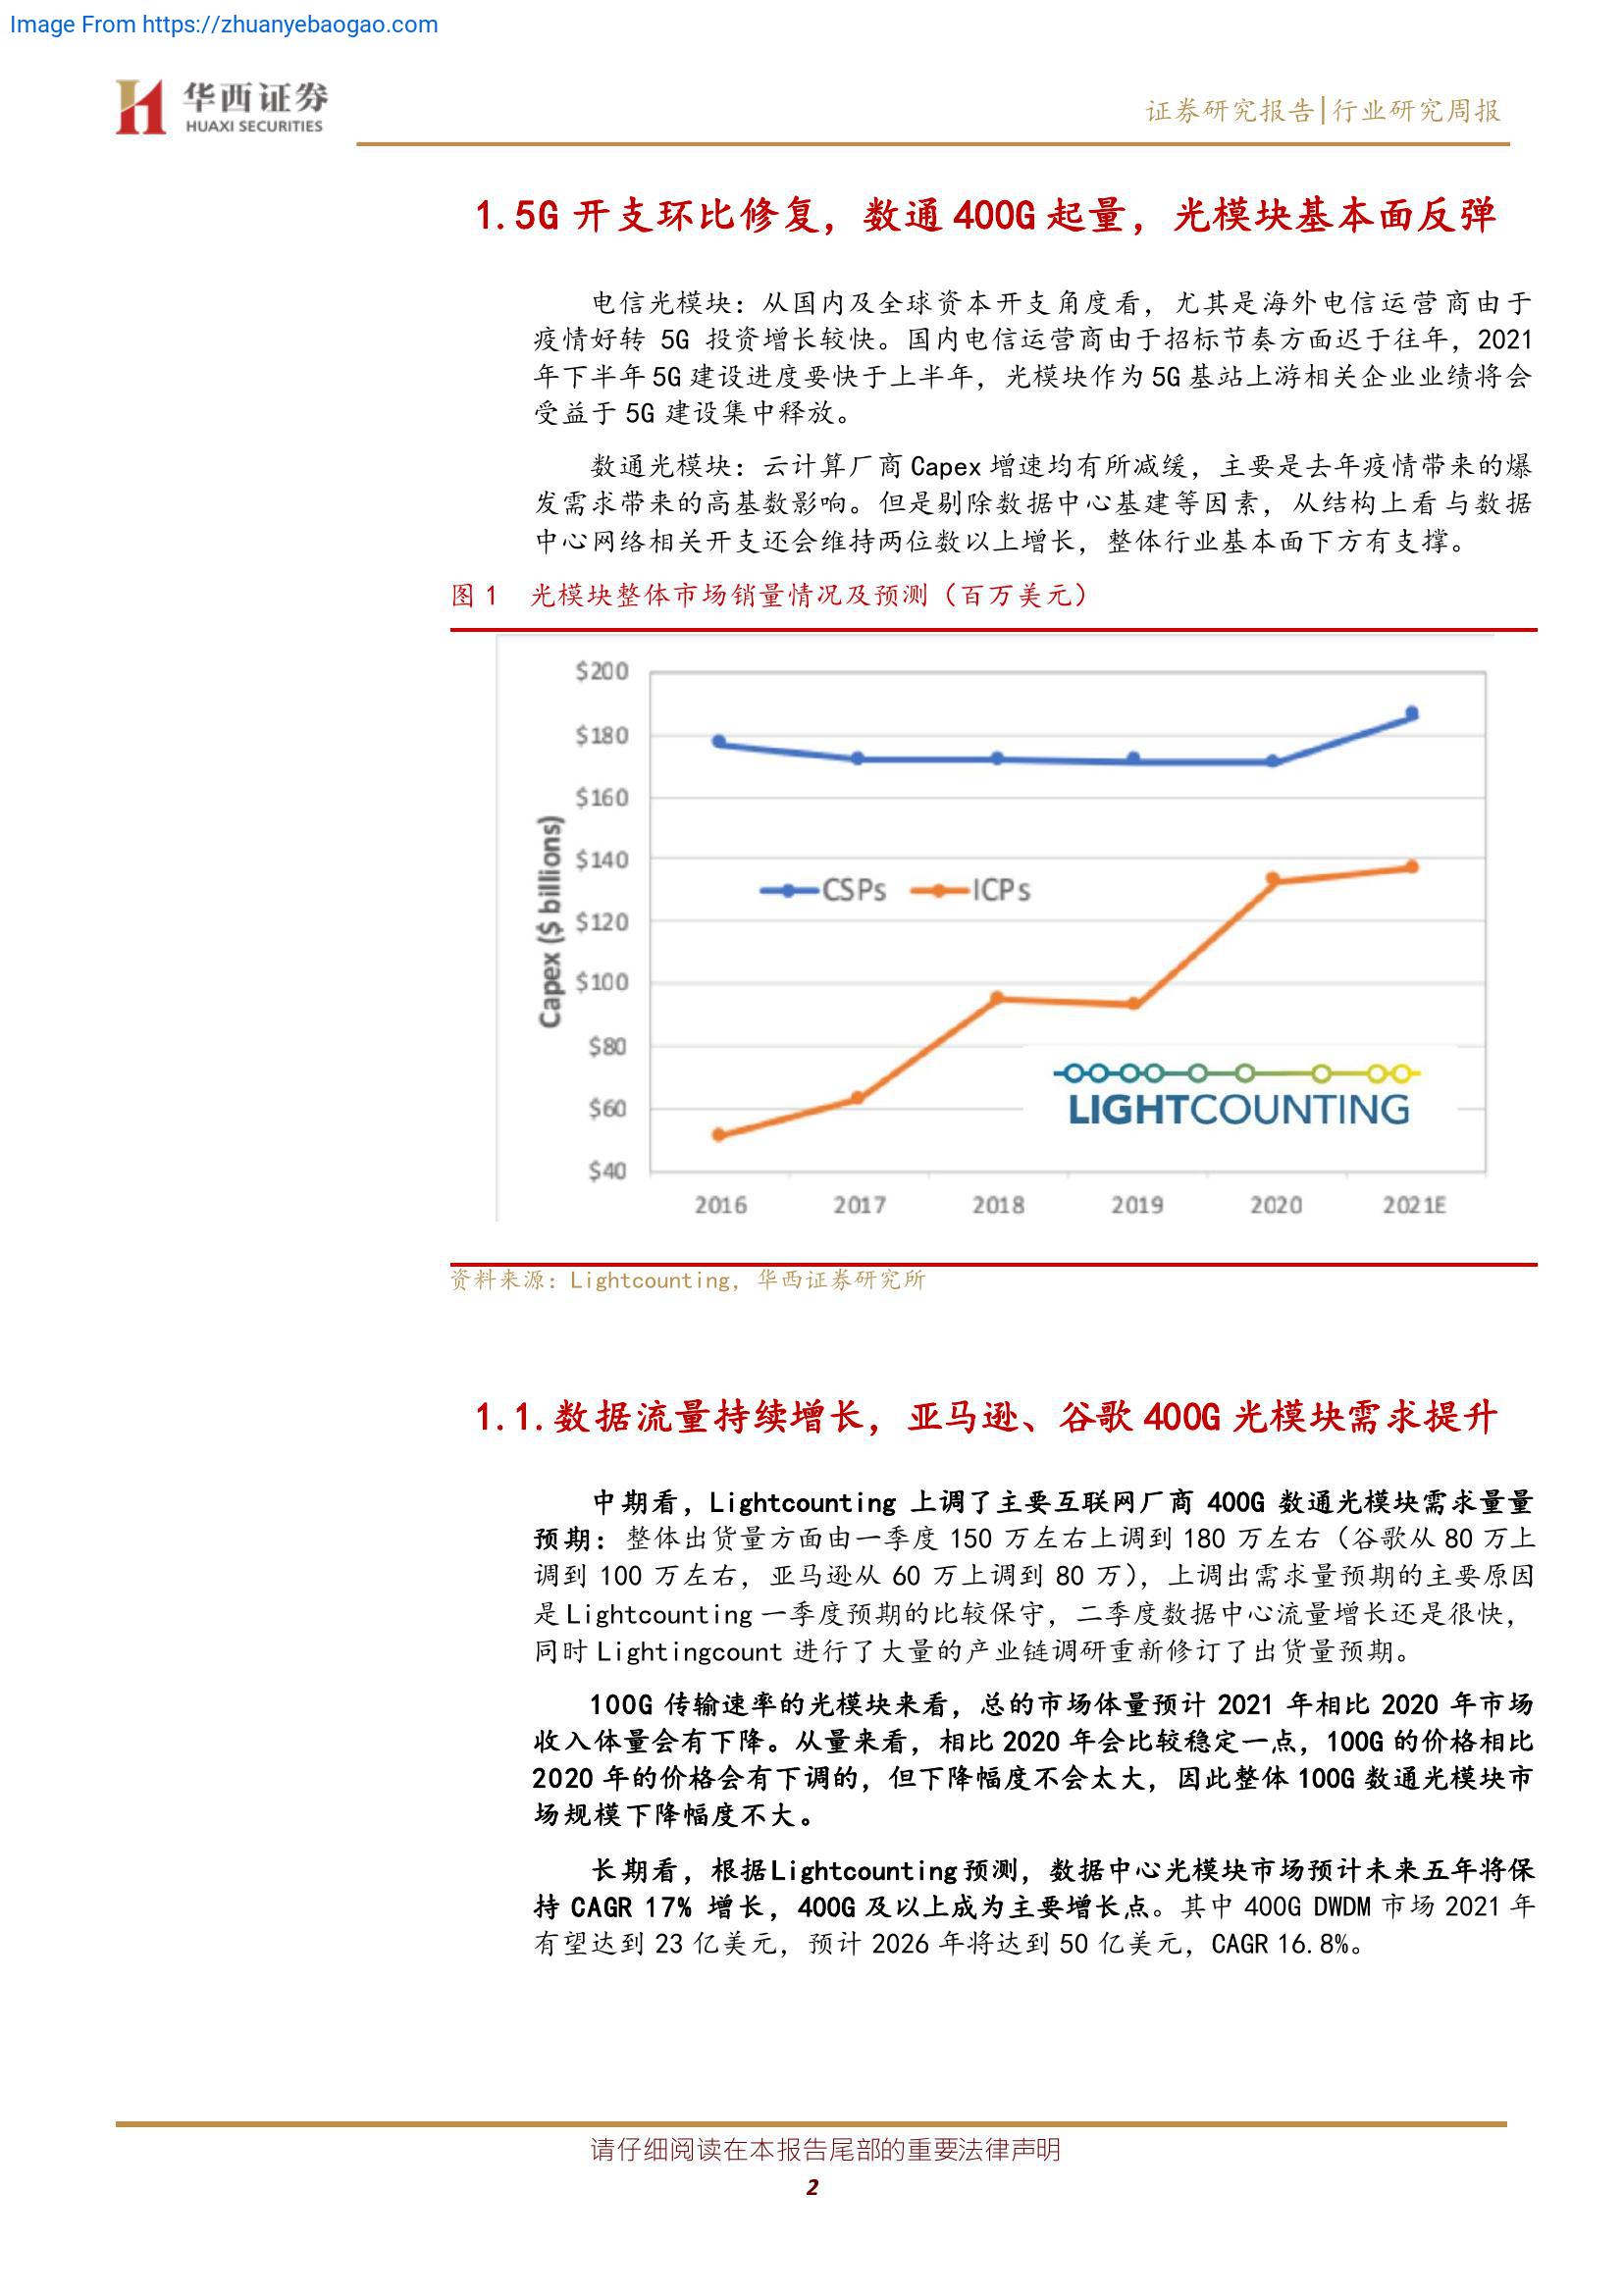 Image From https://zhuanyebaogao.com
华西证券
HUAXI SECURITIES
证券研究报告|行业研究周报
1.5G 开支环比修复，数通 400G 起量，光模块基本面反弹
电信光模块：从国内及全球资本开支角度看，尤其是海外电信运营商由于
疫情好转 5G 投资增长较快。国内电信运营商由于招标节奏方面迟于往年，2021
年下半年 5G 建设进度要快于上半年，光模块作为 5G 基站上游相关企业业绩将会
受益于 5G 建设集中释放。
数通光模块：云计算厂商 Capex 增速均有所减缓，主要是去年疫情带来的爆
发需求带来的高基数影响。但是剔除数据中心基建等因素，从结构上看与数据
中心网络相关开支还会维持两位数以上增长，整体行业基本面下方有支撑。
图 1 光模块整体市场销量情况及预测（百万美元）
$200
$180
$160
$140
$120
$100
$80
$60
$40
Capex ($ billions)
CSPs ICPs
LIGHTCOUNTING
2016 2017 2018 2019 2020 2021E
资料来源：Lightcounting，华西证券研究所
1.1.数据流量持续增长，亚马逊、谷歌 400G 光模块需求提升
中期看，Lightcounting 上调了主要互联网厂商 400G 数通光模块需求量量
预期：整体出货量方面由一季度 150 万左右上调到 180 万左右（谷歌从 80 万上
调到 100 万左右，亚马逊从 60 万上调到 80 万），上调出需求量预期的主要原因
是 Lightcounting 一季度预期的比较保守，二季度数据中心流量增长还是很快，
同时 Lightingcount 进行了大量的产业链调研重新修订了出货量预期。
100G 传输速率的光模块来看，总的市场体量预计 2021 年相比 2020 年市场
收入体量会有下降。从量来看，相比 2020 年会比较稳定一点，100G 的价格相比
2020 年的价格会有下调的，但下降幅度不会太大，因此整体 100G 数通光模块市
场规模下降幅度不大。
长期看，根据Lightcounting预测，数据中心光模块市场预计未来五年将保
持 CAGR 17% 增长，400G 及以上成为主要增长点。其中 400G DWDM 市场 2021 年
有望达到 23 亿美元，预计 2026 年将达到 50 亿美元，CAGR 16.8%。
请仔细阅读在本报告尾部的重要法律声明
2